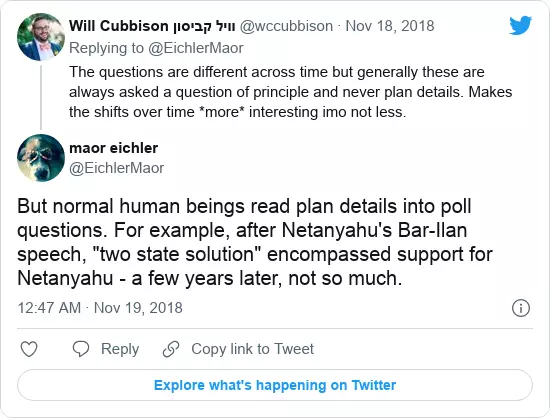 Will Cubbison וויל קביסון @wccubbison · Nov 18, 2018
Replying to @EichlerMaor
The questions are different across time but generally these are
always asked a question of principle and never plan details. Makes
the shifts over time *more* interesting imo not less.
maor eichler
@EichlerMaor
But normal human beings read plan details into poll
questions. For example, after Netanyahu's Bar-Ilan
speech, "two state solution" encompassed support for
Netanyahu - a few years later, not so much.
12:47 AM · Nov 19, 2018
Reply Copy link to Tweet
Explore what's happening on Twitter